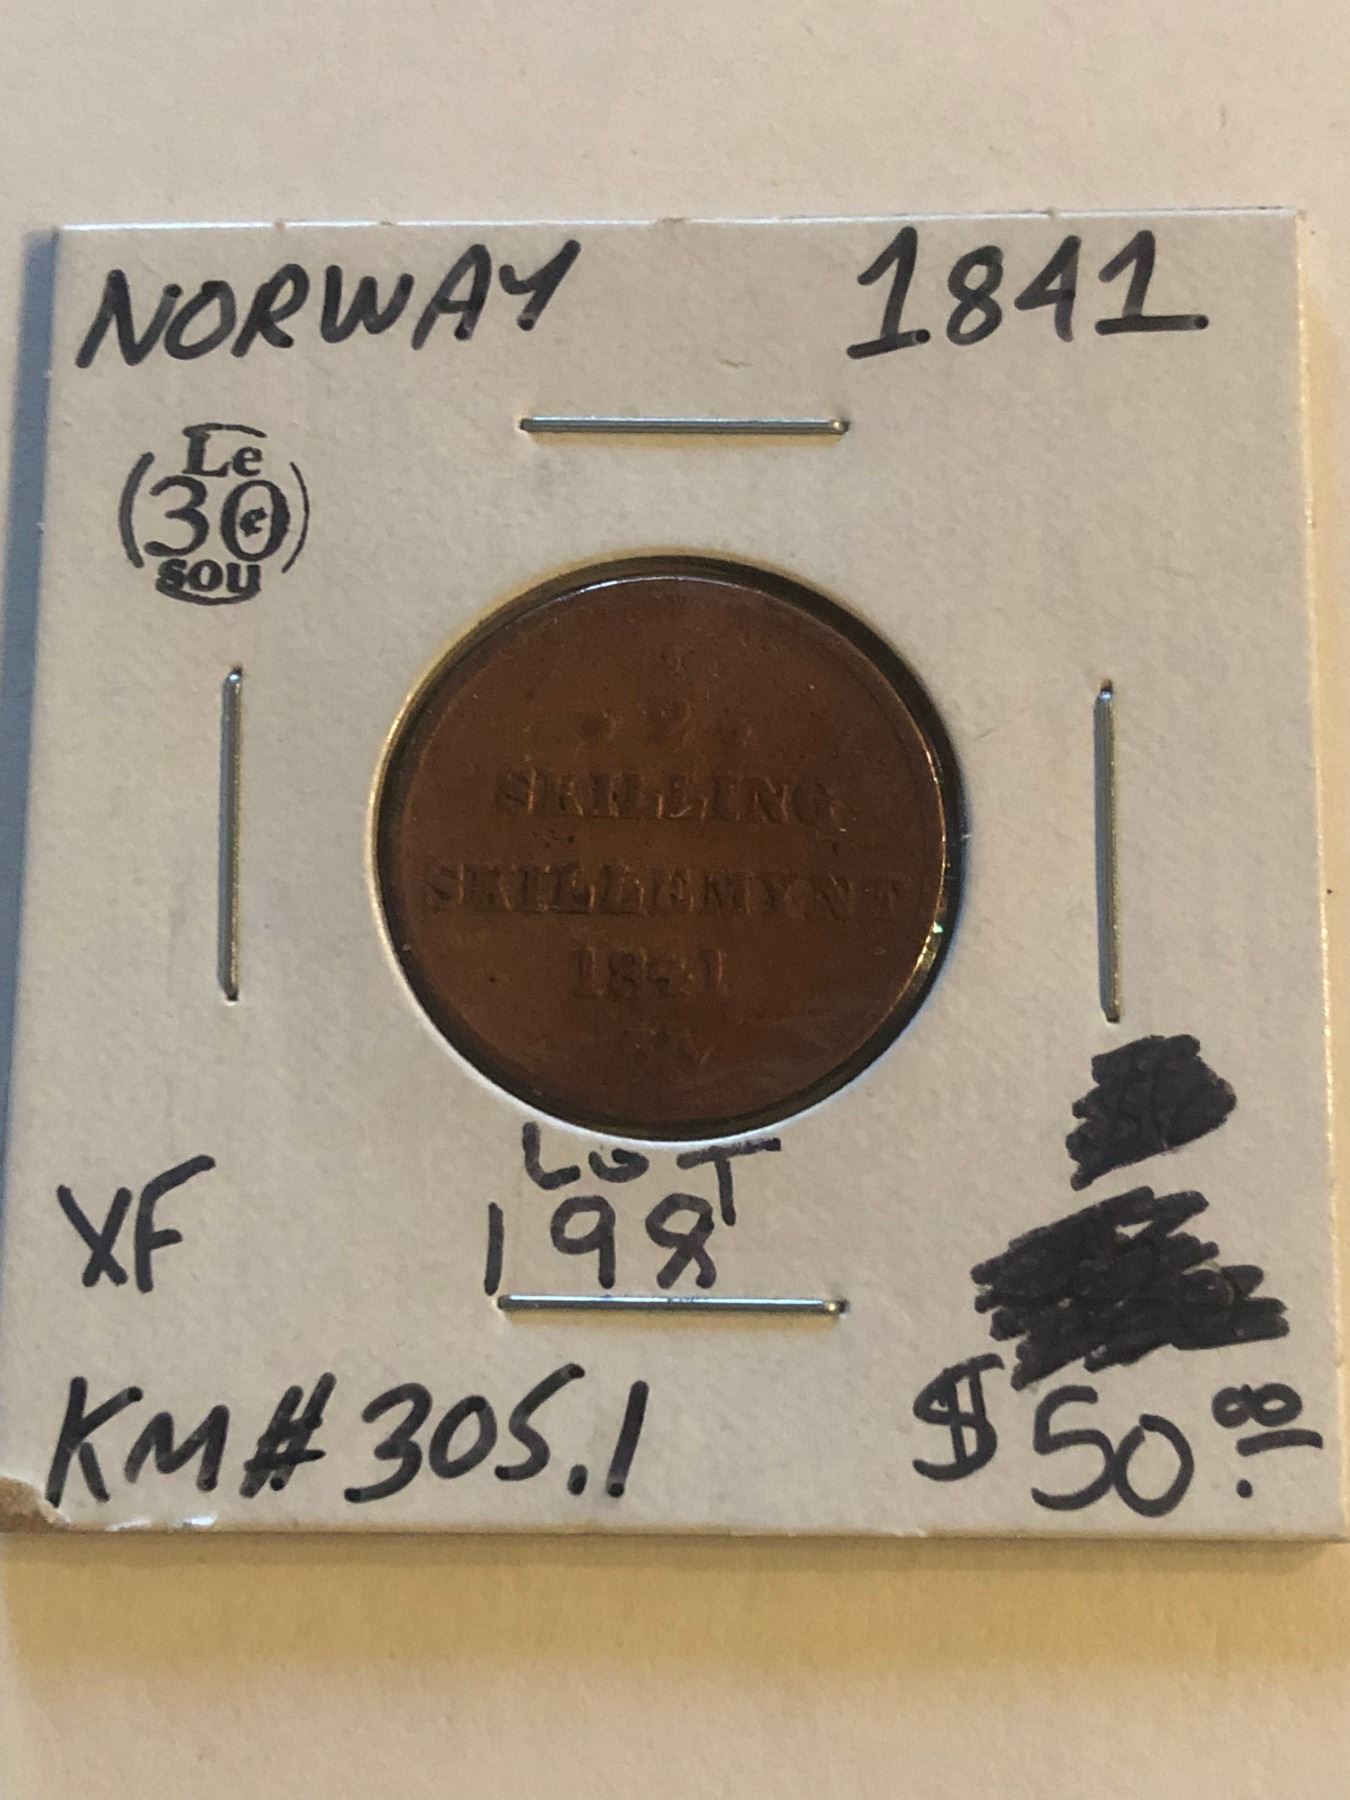 NORWAY 1841
Le
30¢
sou
2
SKILLING
SKILLEMYNT
1841
LOT
198
XF
KM# 305.1
$50.00